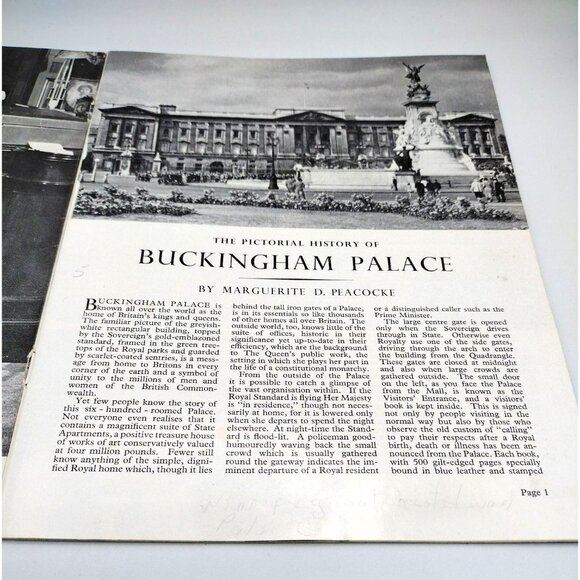 THE PICTORIAL HISTORY OF
BUCKINGHAM PALACE
BY MARGUERITE D. PEACOCKE
BUCKINGHAM PALACE is
known all over the world as the
home of Britain's kings and queens.
The familiar picture of the greyish-
white rectangular building, topped
by the Sovereign's gold-emblazoned
standard, framed in the green tree-
tops of the Royal parks and guarded
by scarlet-coated sentries, is a mess-
age from home to Britons in every
corner of the earth and a symbol of
unity to the millions of men and
women of the British Common-
wealth.
Yet few people know the story of
this six - hundred - roomed Palace.
Not everyone even realises that it
contains a magnificent suite of State
Apartments, a positive treasure house
of works of art conservatively valued
at four million pounds. Fewer still
know anything of the simple, digni-
fied Royal home which, though it lies
behind the tall iron gates of a Palace,
is in its essentials so like thousands
of other homes all over Britain. The
outside world, too, knows little of the
suite of offices, historic in their
significance yet up-to-date in their
efficiency, which are the background
to The Queen's public work, the
setting in which she plays her part in
the life of a constitutional monarchy.
From the outside of the Palace
it is possible to catch a glimpse of
the vast organisation within. If the
Royal Standard is flying Her Majesty
is "in residence," though not neces-
sarily at home, for it is lowered only
when she departs to spend the night
elsewhere. At night-time the Stand-
ard is flood-lit. A policeman good-
humouredly waving back the small
crowd which is usually gathered
round the gateway indicates the im-
minent departure of a Royal resident
or a distinguished caller such as the
Prime Minister.
The large centre gate is opened
only when the Sovereign drives
through in State. Otherwise even
Royalty use one of the side gates,
driving through the arch to enter
the building from the Quadrangle.
These gates are closed at midnight
and also when large crowds are
gathered outside. The small door
on the left, as you face the Palace
from the Mall, is known as the
Visitors' Entrance, and a visitors'
book is kept inside. This is signed
not only by people visiting in the
normal way but also by those who
observe the old custom of "calling"
to pay their respects after a Royal
birth, death or illness has been an-
nounced from the Palace. Each book,
with 500 gilt-edged pages specially
bound in blue leather and stamped
Page 1